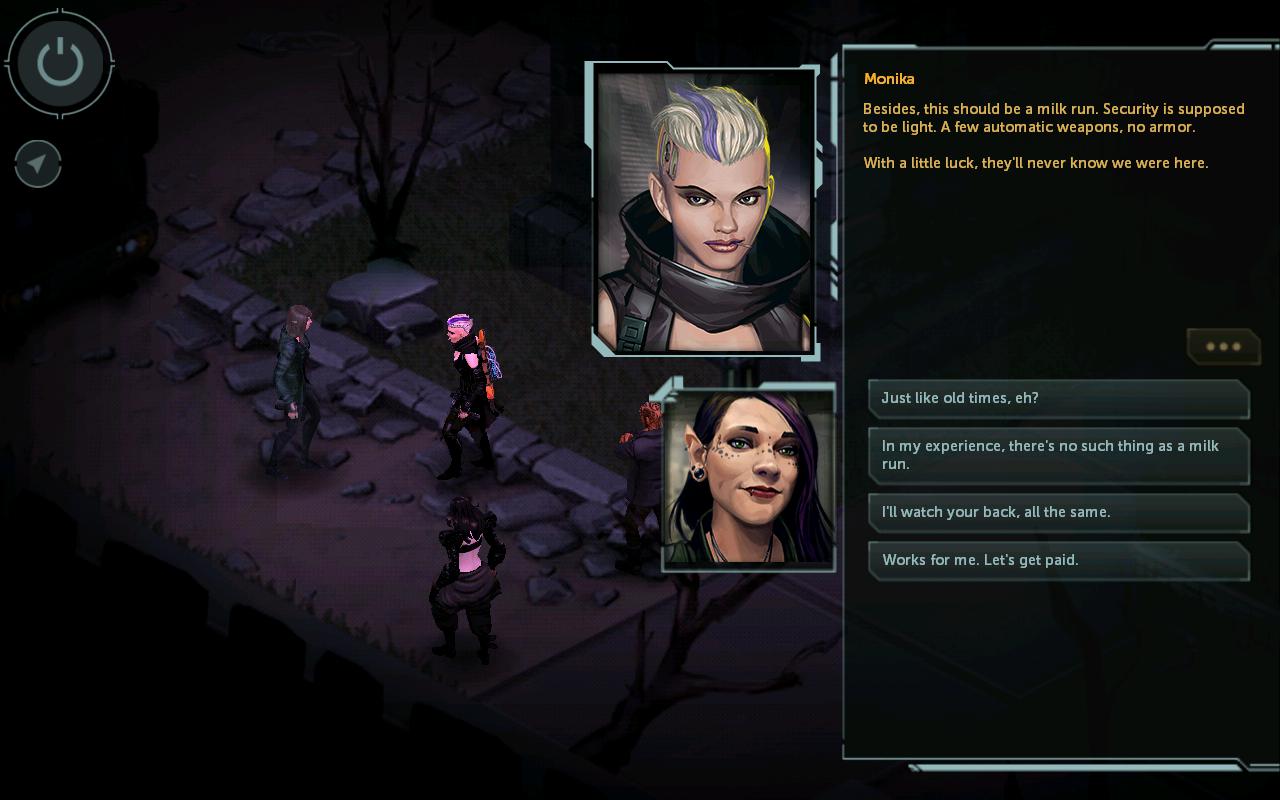 Monika
Besides, this should be a milk run. Security is supposed
to be light. A few automatic weapons, no armor.
With a little luck, they'll never know we were here.
Just like old times, eh?
In my experience, there's no such thing as a milk
run.
I'll watch your back, all the same.
Works for me. Let's get paid.